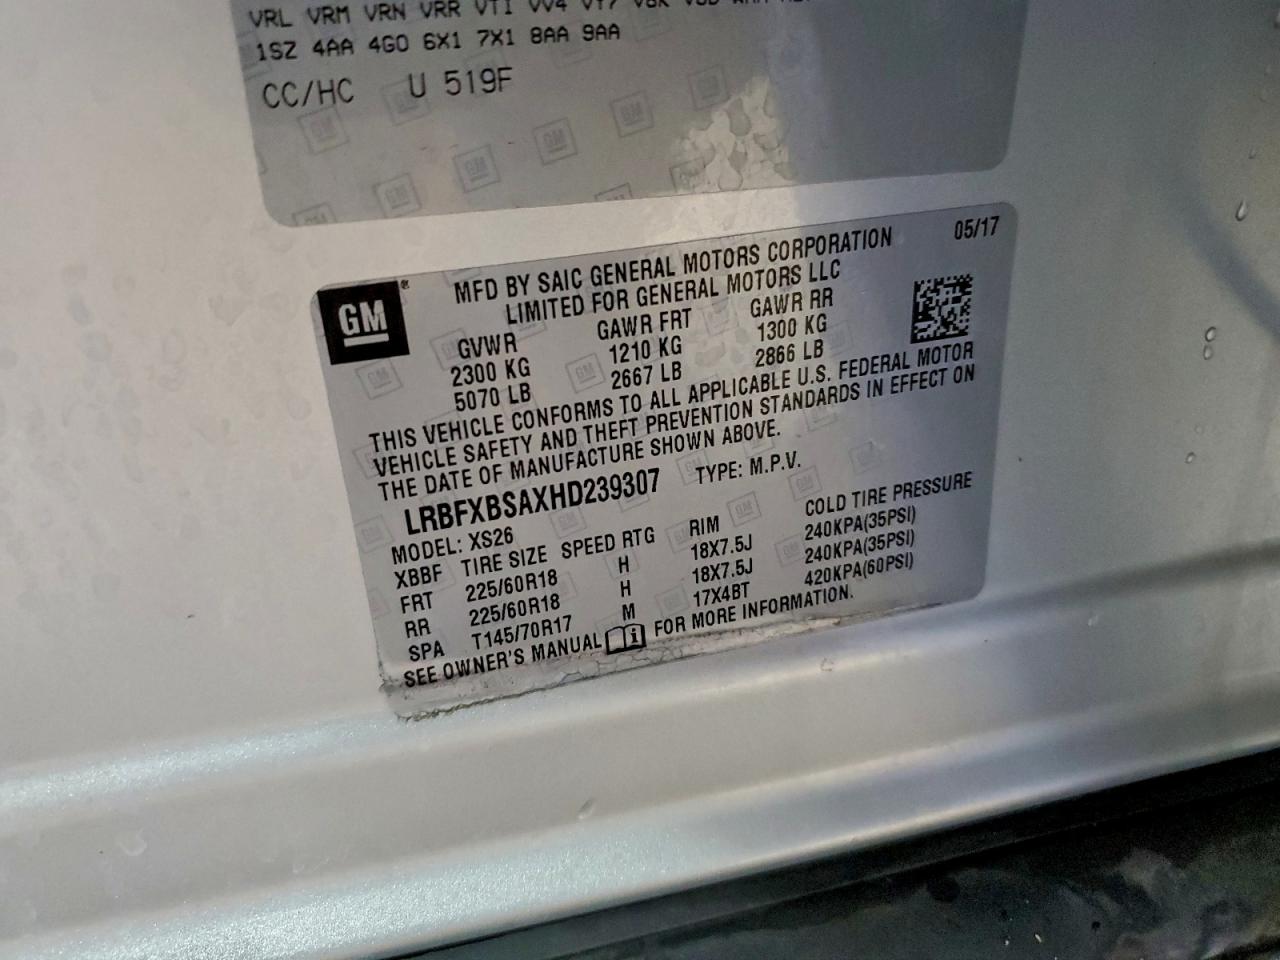 VRL VRM VRN VRR VT1 VV4
1SZ 4AA 4G0 6X1 7X1 8AA 9AA
CC/HC U 519F
GM
05/17
MFD BY SAIC GENERAL MOTORS CORPORATION
LIMITED FOR GENERAL MOTORS LLC
GVWR GAWR FRT GAWR RR
2300 KG 1210 KG 1300 KG
5070 LB 2667 LB 2866 LB
THIS VEHICLE CONFORMS TO ALL APPLICABLE U.S. FEDERAL MOTOR
VEHICLE SAFETY AND THEFT PREVENTION STANDARDS IN EFFECT ON
THE DATE OF MANUFACTURE SHOWN ABOVE.
LRBFXBSAXHD239307 TYPE: M.P.V.
MODEL: XS26
XBBF TIRE SIZE SPEED RTG RIM COLD TIRE PRESSURE
FRT 225/60R18 H 18X7.5J 240KPA(35PSI)
RR 225/60R18 H 18X7.5J 240KPA(35PSI)
SPA T145/70R17 M 17X4BT 420KPA(60PSI)
SEE OWNER'S MANUAL FOR MORE INFORMATION.